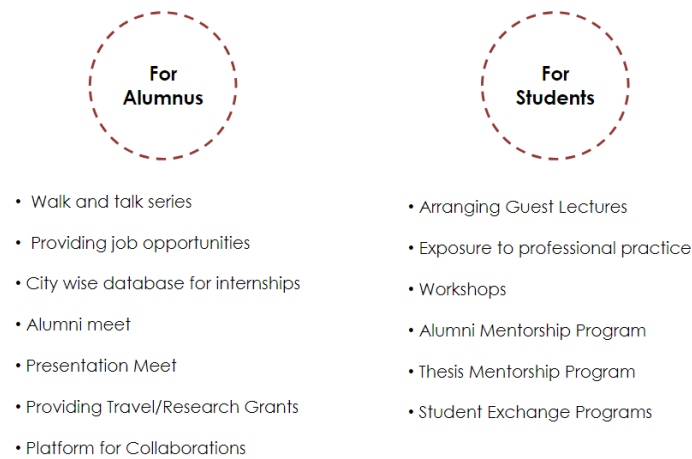 For
Alumnus
• Walk and talk series
• Providing job opportunities
• City wise database for internships
• Alumni meet
• Presentation Meet
• Providing Travel/Research Grants
• Platform for Collaborations
For
Students
• Arranging Guest Lectures
• Exposure to professional practice
• Workshops
• Alumni Mentorship Program
• Thesis Mentorship Program
• Student Exchange Programs